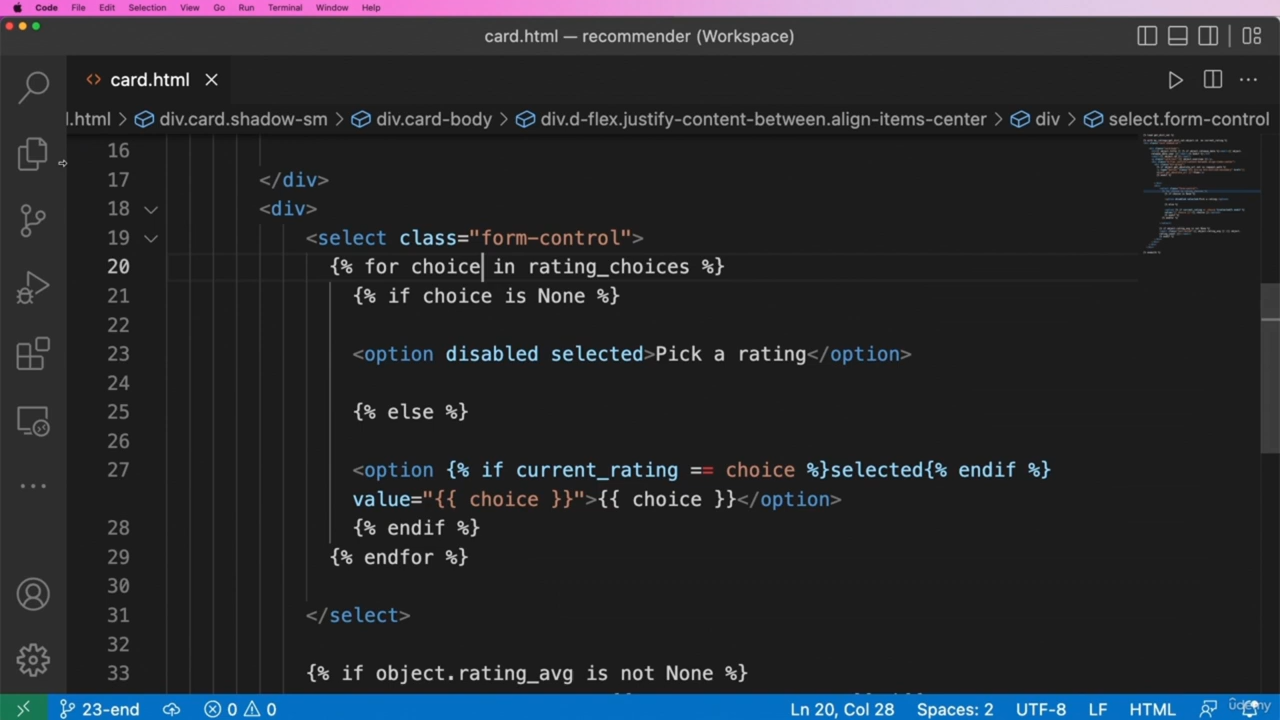 Code File Edit Selection View Go Run Terminal Window Help
card.html — recommender (Workspace)
card.html
l.html > div.card.shadow-sm > div.card-body > div.d-flex.justify-content-between.align-items-center > div > select.form-control
16
17 </div>
18 <div>
19 <select class="form-control">
20 {% for choice in rating_choices %}
21 {% if choice is None %}
22
23 <option disabled selected>Pick a rating</option>
24
25 {% else %}
26
27 <option {% if current_rating == choice %}selected{% endif %}
value="{{ choice }}">{{ choice }}</option>
28 {% endif %}
29 {% endfor %}
30
31 </select>
32
33 {% if object.rating_avg is not None %}
23-end 0 0 Ln 20, Col 28 Spaces: 2 UTF-8 LF HTML
udemy